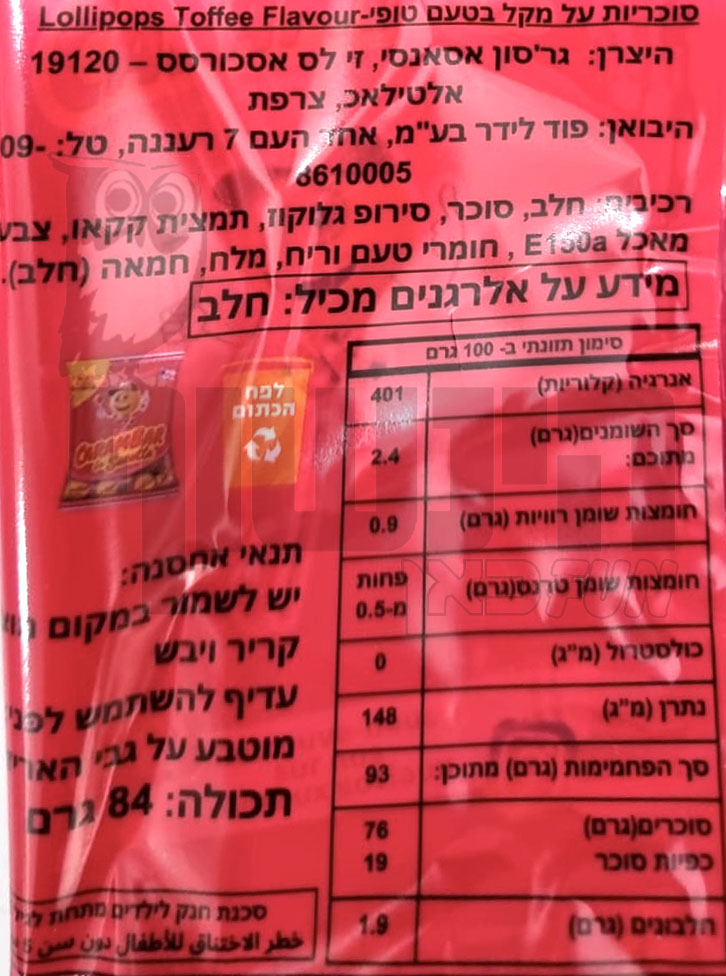 סוכריות על מקל בטעם טופי-Lollipops Toffee Flavour
היצרן: גר'סון אסאנסי, זי לס אסכורסס – 19120
אלטילאכ, צרפת
היבואן: פוד לידר בע"מ, אחד העם 7 רעננה, טל: 09-
8610005
רכיבים: חלב, סוכר, סירופ גלוקוז, תמצית קקאו, צבע
מאכל E150a , חומרי טעם וריח, מלח, חמאה (חלב).
מידע על אלרגנים מכיל: חלב
סימון תזונתי ב- 100 גרם
אנרגיה (קלוריות) 401
סך השומנים(גרם)
מתוכם: 2.4
חומצות שומן רוויות (גרם) 0.9
חומצות שומן טרנס(גרם) פחות
מ-0.5
כולסטרול (מ"ג) 0
נתרן (מ"ג) 148
סך הפחמימות (גרם) מתוכן: 93
סוכרים(גרם) 76
כפיות סוכר 19
חלבונים (גרם) 1.9
לפח
הכתום
CARAMBAR
תנאי אחסנה:
יש לשמור במקום
קריר ויבש
עדיף להשתמש
מוטבע על גבי
תכולה: 84 גרם
סכנת חנק לילדים מתחת
خطر الاختناق للأطفال دون سن 5
FUN כאן